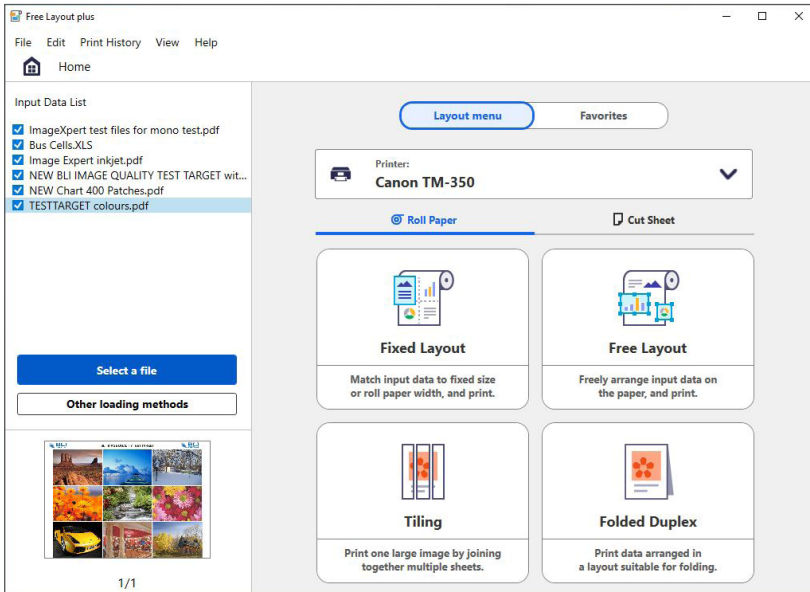 Free Layout plus
File Edit Print History View Help
Home
Input Data List
ImageXpert test files for mono test.pdf
Bus Cells.XLS
Image Expert inkjet.pdf
NEW BLI IMAGE QUALITY TEST TARGET wit...
NEW Chart 400 Patches.pdf
TESTTARGET colours.pdf
Select a file
Other loading methods
BLI
BLI
1/1
Layout menu
Favorites
Printer:
Canon TM-350
Roll Paper
Cut Sheet
Fixed Layout
Match input data to fixed size
or roll paper width, and print.
Free Layout
Freely arrange input data on
the paper, and print.
Tiling
Print one large image by joining
together multiple sheets.
Folded Duplex
Print data arranged in
a layout suitable for folding.